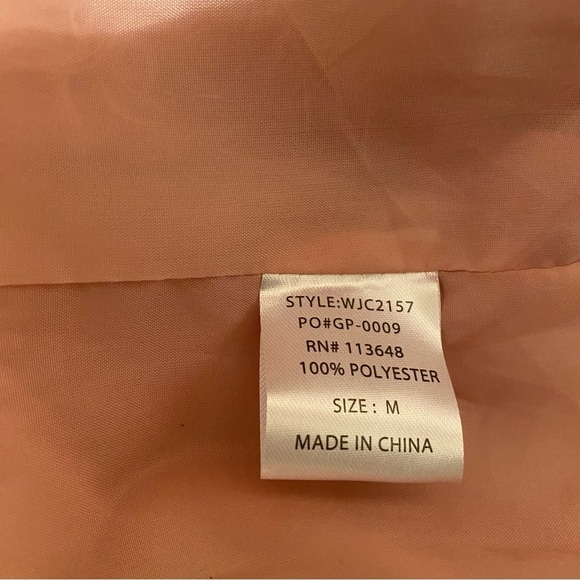 STYLE:WJC2157
PO#GP-0009
RN# 113648
100% POLYESTER
SIZE : M
MADE IN CHINA